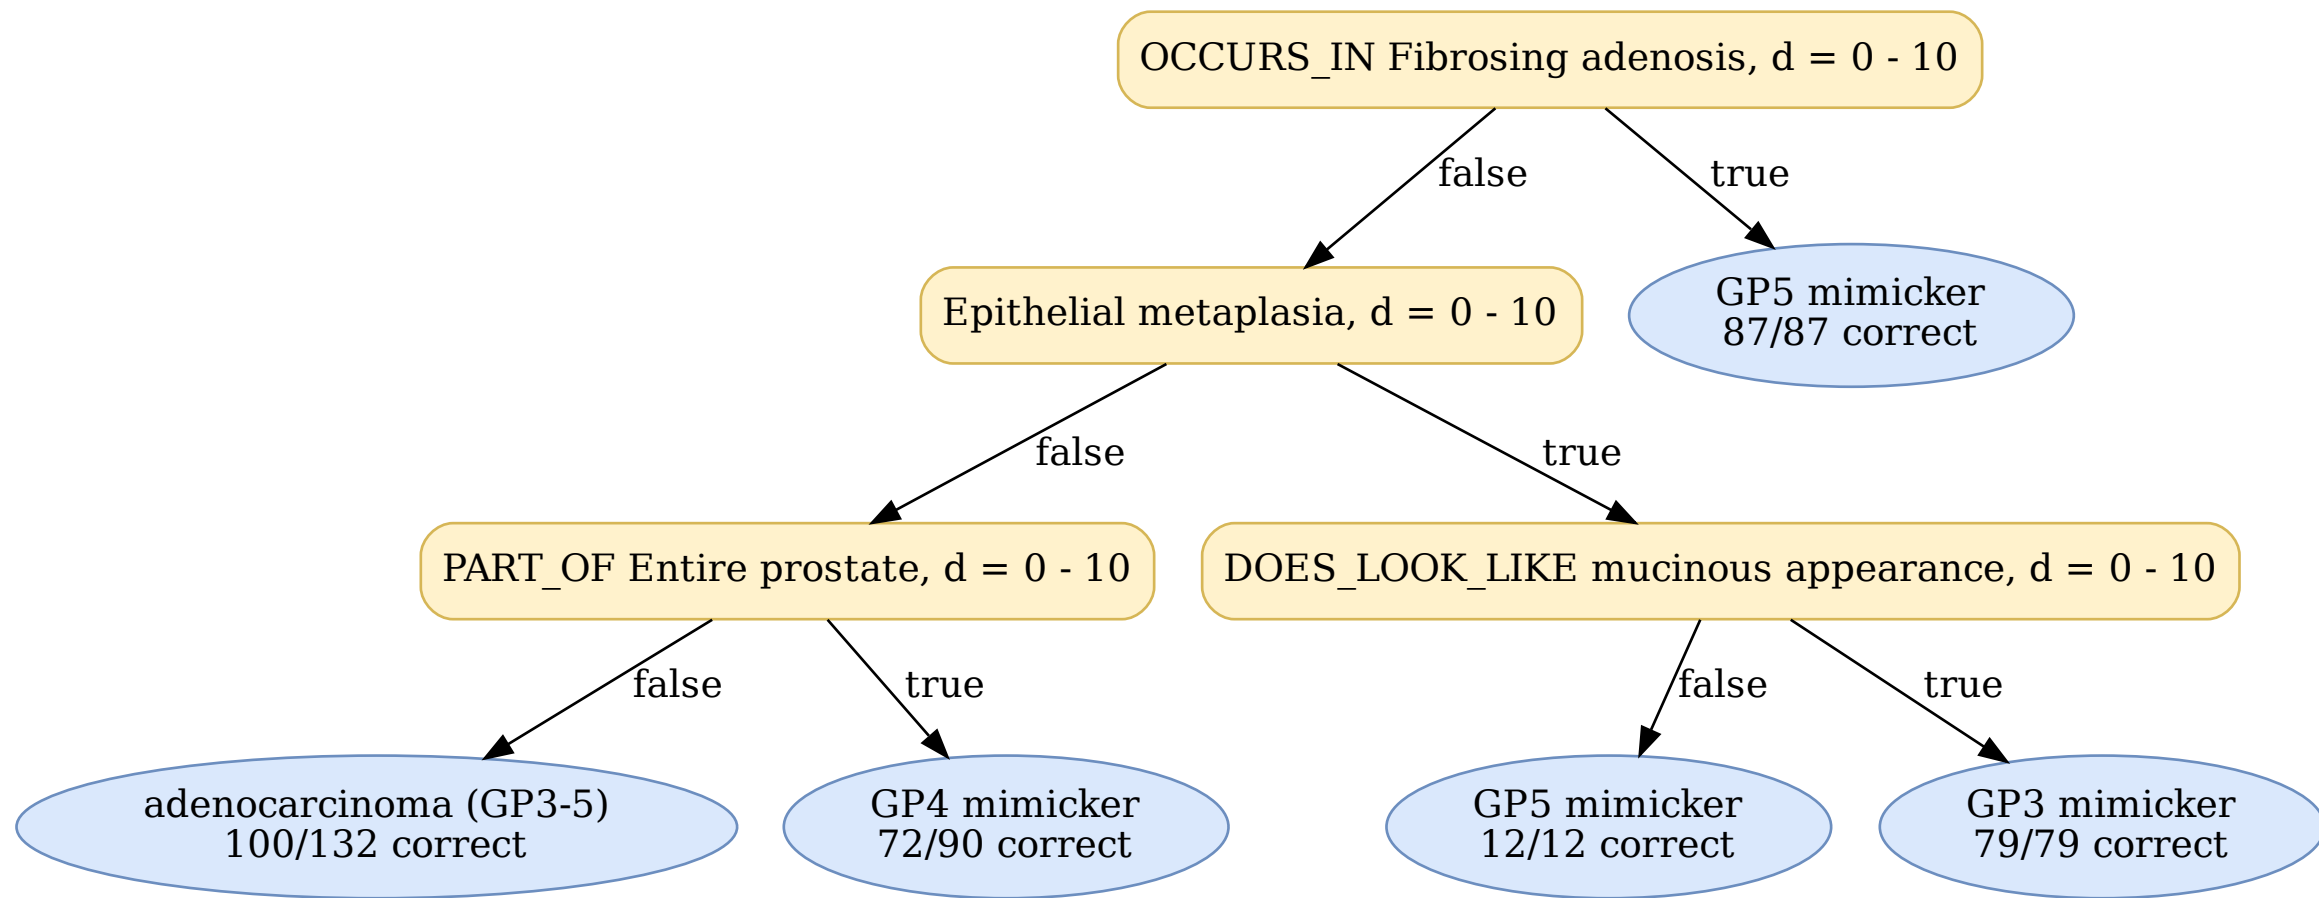 OCCURS_IN Fibrosing adenosis, d = 0 - 10
false
true
Epithelial metaplasia, d = 0 - 10
GP5 mimicker
87/87 correct
false
true
PART_OF Entire prostate, d = 0 - 10
DOES_LOOK_LIKE mucinous appearance, d = 0 - 10
false
true
false
true
adenocarcinoma (GP3-5)
100/132 correct
GP4 mimicker
72/90 correct
GP5 mimicker
12/12 correct
GP3 mimicker
79/79 correct